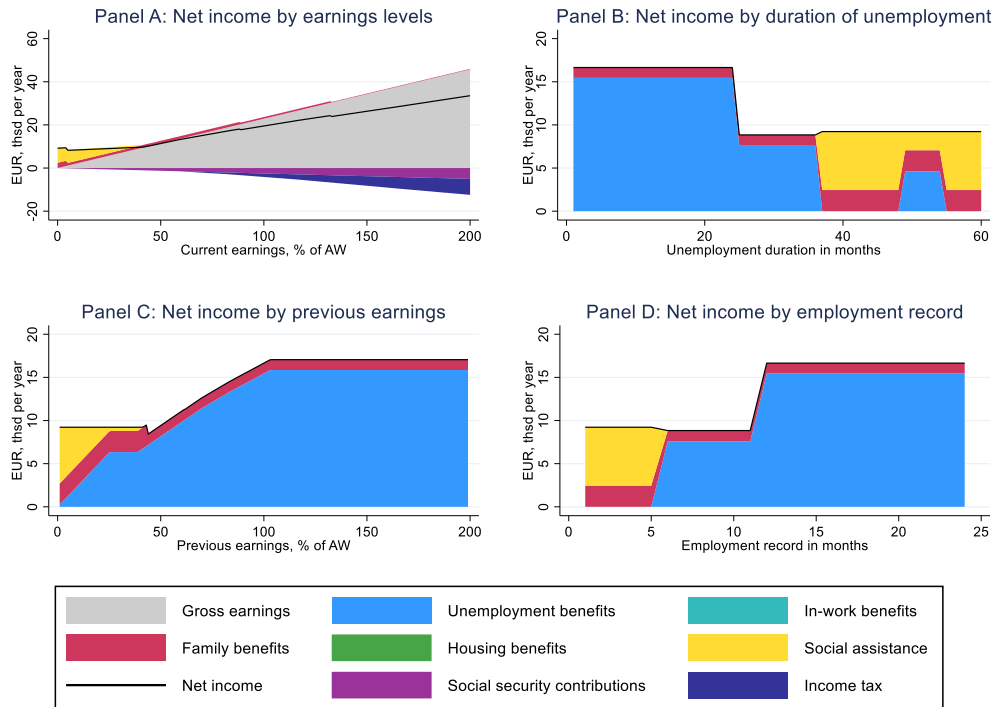 Panel A: Net income by earnings levels
EUR, thsd per year
60
40
20
0
-20
0 50 100 150 200
Current earnings, % of AW
Panel B: Net income by duration of unemployment
EUR, thsd per year
20
15
10
5
0
0 20 40 60
Unemployment duration in months
Panel C: Net income by previous earnings
EUR, thsd per year
20
15
10
5
0
0 50 100 150 200
Previous earnings, % of AW
Panel D: Net income by employment record
EUR, thsd per year
20
15
10
5
0
0 5 10 15 20 25
Employment record in months
Gross earnings Unemployment benefits In-work benefits
Family benefits Housing benefits Social assistance
Net income Social security contributions Income tax